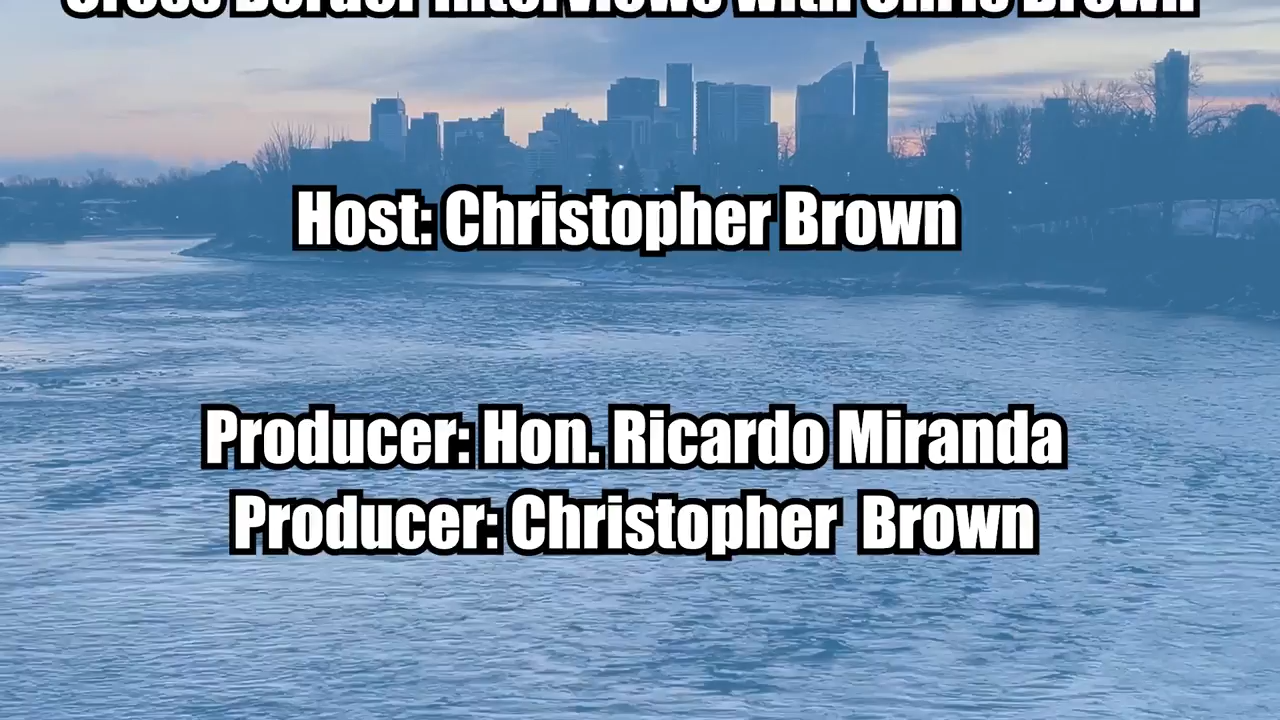 Cross Border Interviews with Chris Brown
Host: Christopher Brown
Producer: Hon. Ricardo Miranda
Producer: Christopher Brown